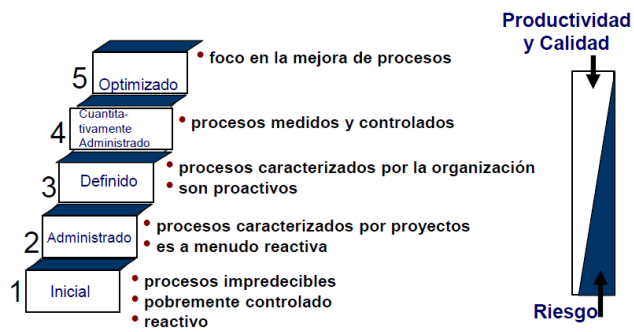 Productividad
y Calidad
5
Optimizado
• foco en la mejora de procesos
4
Cuantita-
tivamente
Administrado
• procesos medidos y controlados
3
Definido
• procesos caracterizados por la organización
• son proactivos
2
Administrado
• procesos caracterizados por proyectos
• es a menudo reactiva
1
Inicial
• procesos impredecibles
• pobremente controlado
• reactivo
Riesgo